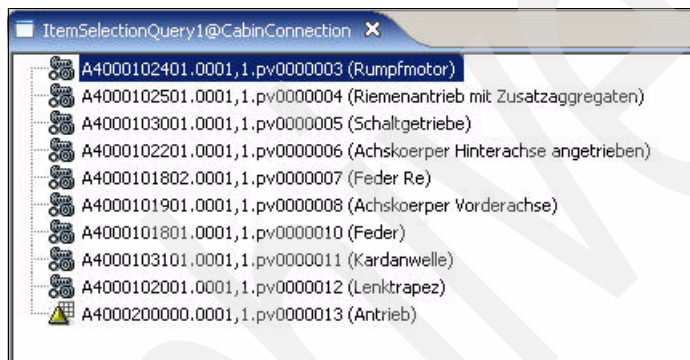 ItemSelectionQuery1@CabinConnection
A4000102401.0001,1.pv0000003 (Rumpfmotor)
A4000102501.0001,1.pv0000004 (Riemenantrieb mit Zusatzaggregaten)
A4000103001.0001,1.pv0000005 (Schaltgetriebe)
A4000102201.0001,1.pv0000006 (Achskoerper Hinterachse angetrieben)
A4000101802.0001,1.pv0000007 (Feder Re)
A4000101901.0001,1.pv0000008 (Achskoerper Vorderachse)
A4000101801.0001,1.pv0000010 (Feder)
A4000103101.0001,1.pv0000011 (Kardanwelle)
A4000102001.0001,1.pv0000012 (Lenktrapez)
A4000200000.0001,1.pv0000013 (Antrieb)